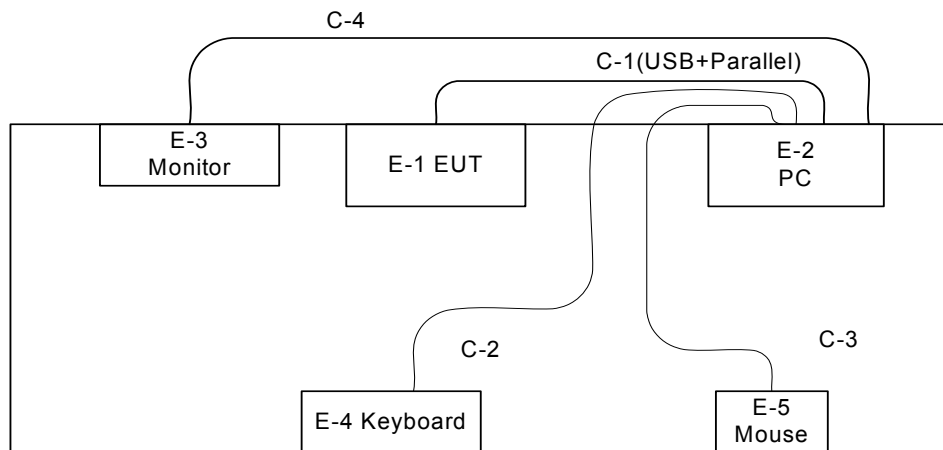 C-4
C-1(USB+Parallel)
E-3
Monitor
E-1 EUT
E-2
PC
C-2
C-3
E-4 Keyboard
E-5
Mouse